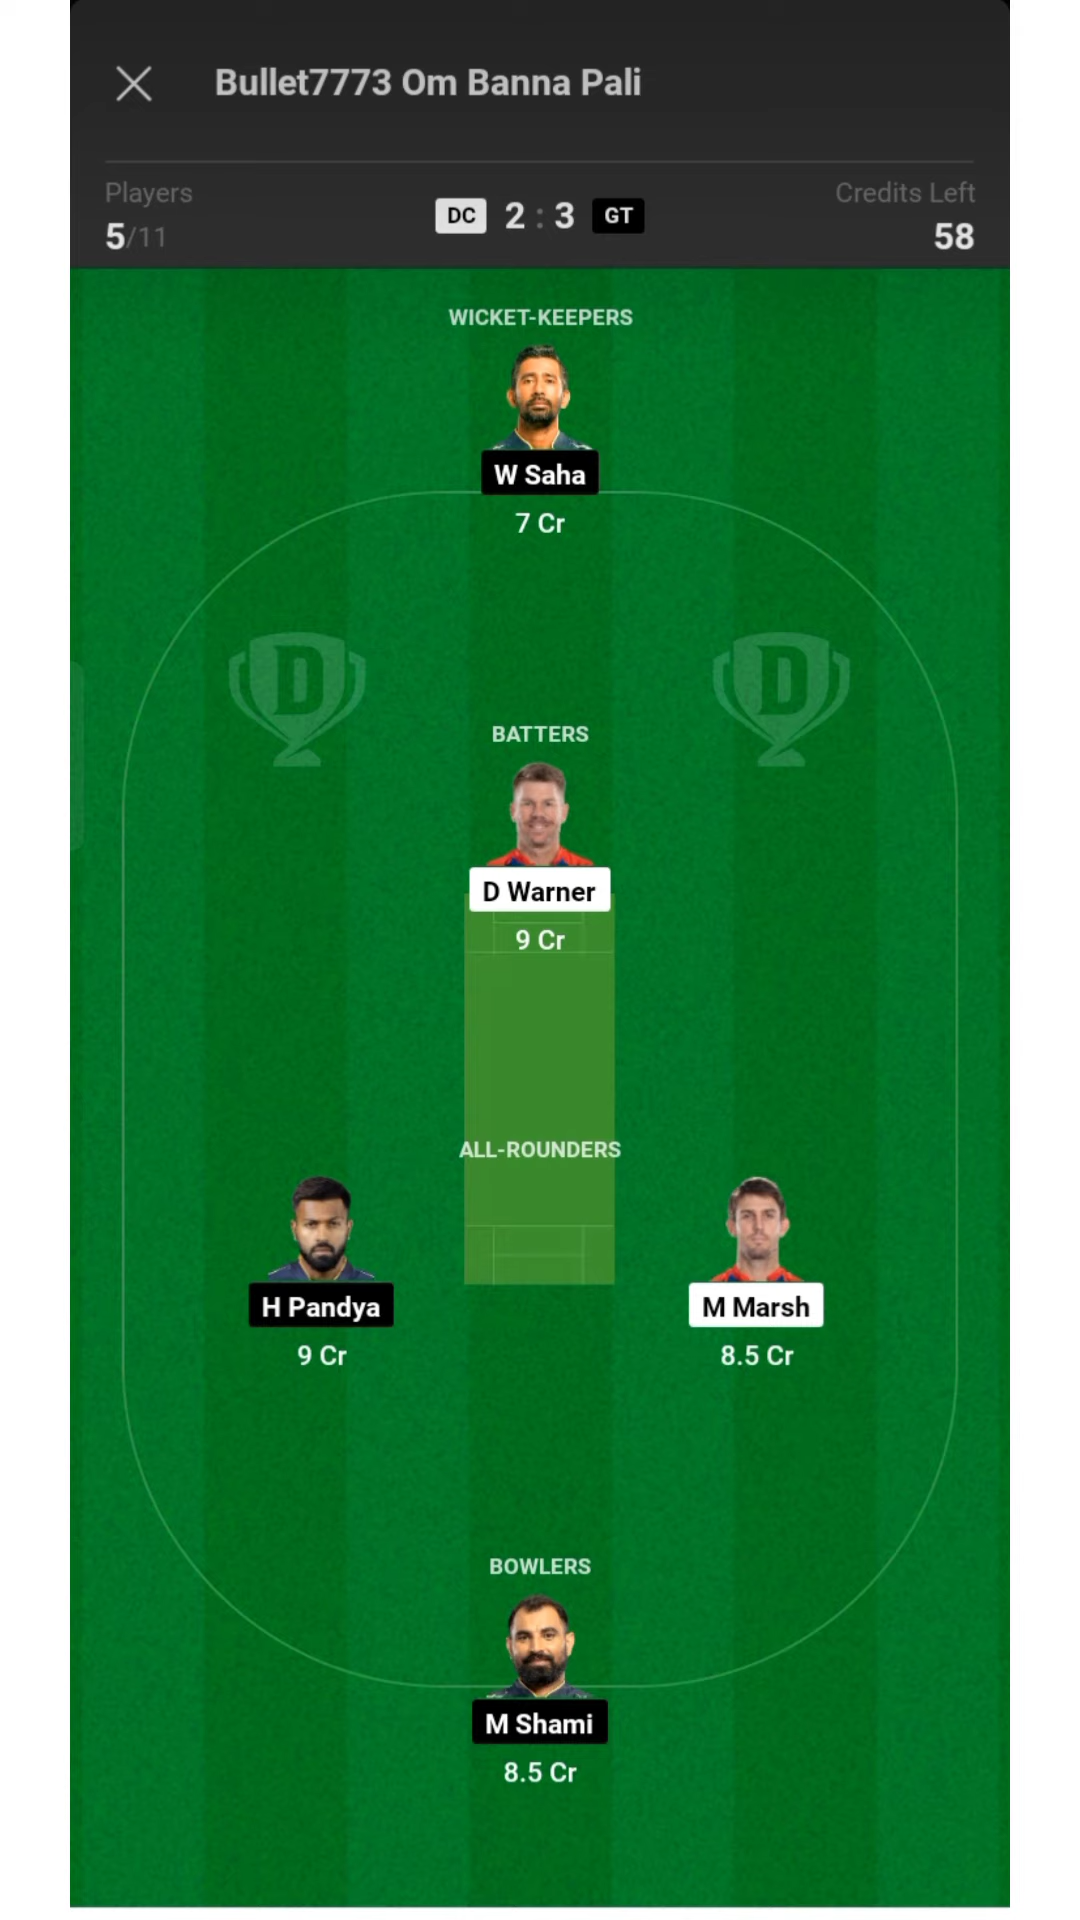 Bullet7773 Om Banna Pali
Players
Credits Left
DC 2 : 3 GT
5/11
58
WICKET-KEEPERS
W Saha
7 Cr
D D
BATTERS
D Warner
9 Cr
ALL-ROUNDERS
H Pandya M Marsh
9 Cr 8.5 Cr
BOWLERS
M Shami
8.5 Cr